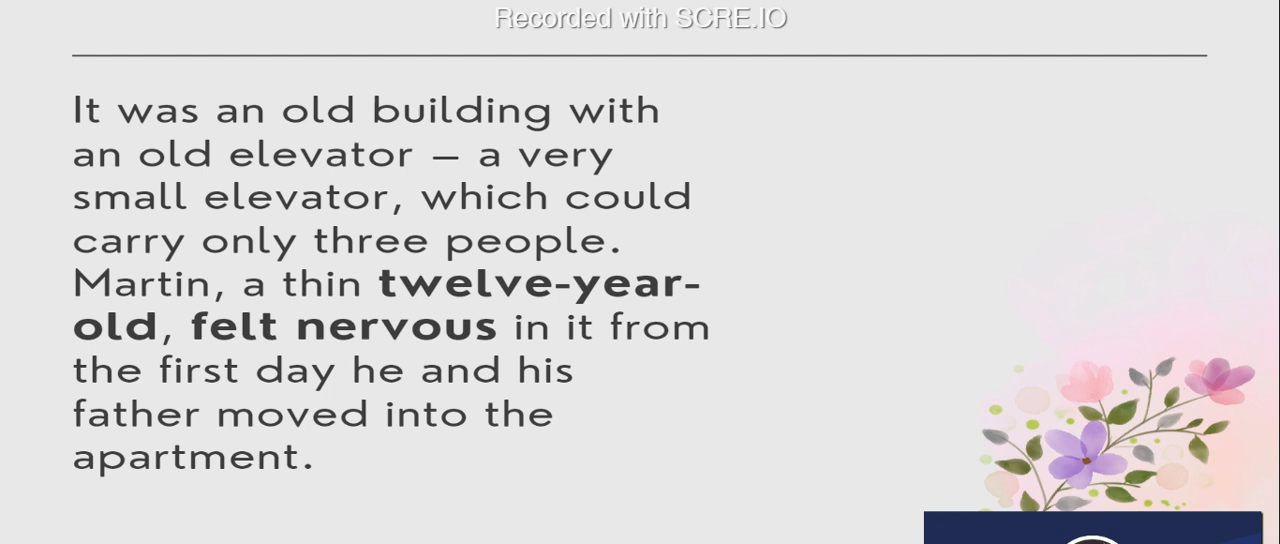 Recorded with SCRE.IO
It was an old building with
an old elevator – a very
small elevator, which could
carry only three people.
Martin, a thin twelve-year-
old, felt nervous in it from
the first day he and his
father moved into the
apartment.